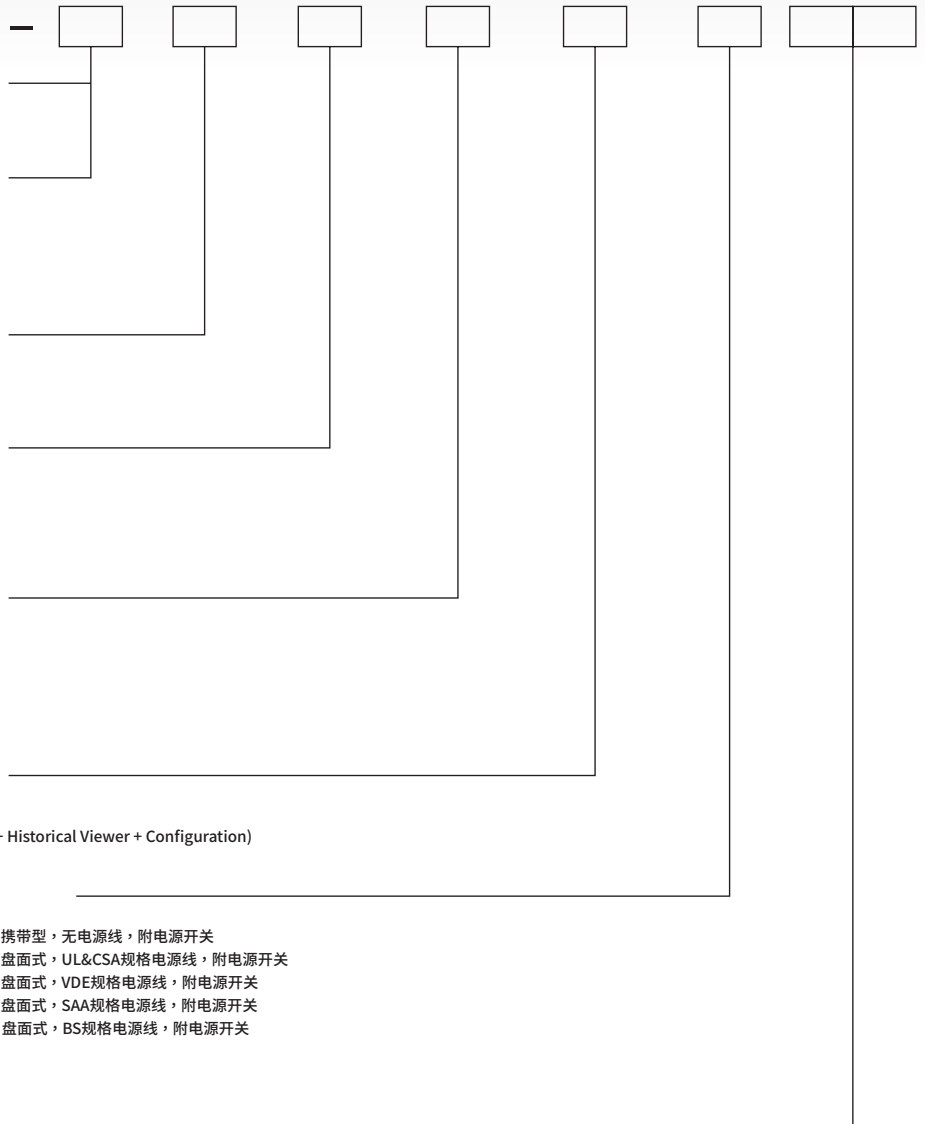 Historical Viewer + Configuration)
携带型，无电源线，附电源开关
盘面式，UL&CSA规格电源线，附电源开关
盘面式，VDE规格电源线，附电源开关
盘面式，SAA规格电源线，附电源开关
盘面式，BS规格电源线，附电源开关